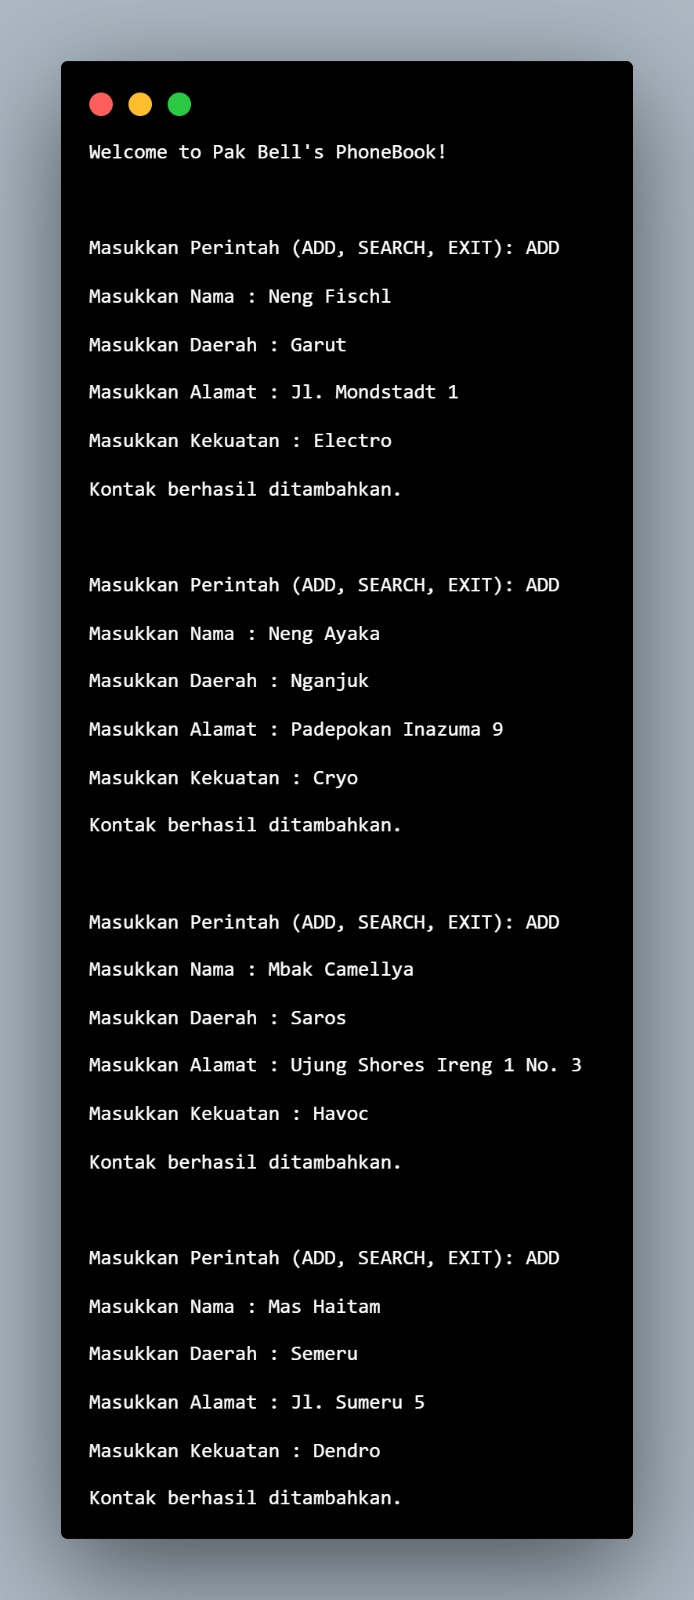 Welcome to Pak Bell's PhoneBook!
Masukkan Perintah (ADD, SEARCH, EXIT): ADD
Masukkan Nama : Neng Fischl
Masukkan Daerah : Garut
Masukkan Alamat : Jl. Mondstadt 1
Masukkan Kekuatan : Electro
Kontak berhasil ditambahkan.
Masukkan Perintah (ADD, SEARCH, EXIT): ADD
Masukkan Nama : Neng Ayaka
Masukkan Daerah : Nganjuk
Masukkan Alamat : Padepokan Inazuma 9
Masukkan Kekuatan : Cryo
Kontak berhasil ditambahkan.
Masukkan Perintah (ADD, SEARCH, EXIT): ADD
Masukkan Nama : Mbak Camellya
Masukkan Daerah : Saros
Masukkan Alamat : Ujung Shores Ireng 1 No. 3
Masukkan Kekuatan : Havoc
Kontak berhasil ditambahkan.
Masukkan Perintah (ADD, SEARCH, EXIT): ADD
Masukkan Nama : Mas Haitam
Masukkan Daerah : Semeru
Masukkan Alamat : Jl. Sumeru 5
Masukkan Kekuatan : Dendro
Kontak berhasil ditambahkan.